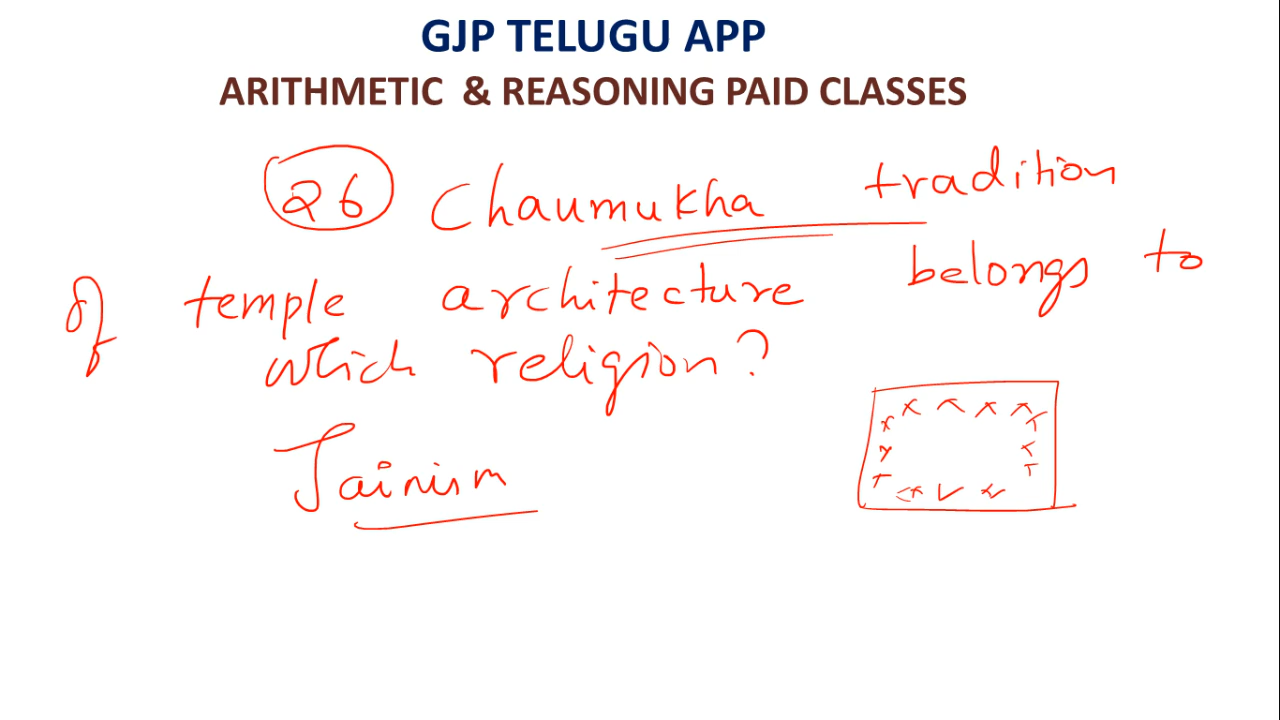 GJP TELUGU APP
ARITHMETIC & REASONING PAID CLASSES
26 Chaumukha tradition
of temple architecture belongs to
which religion?
Jainism